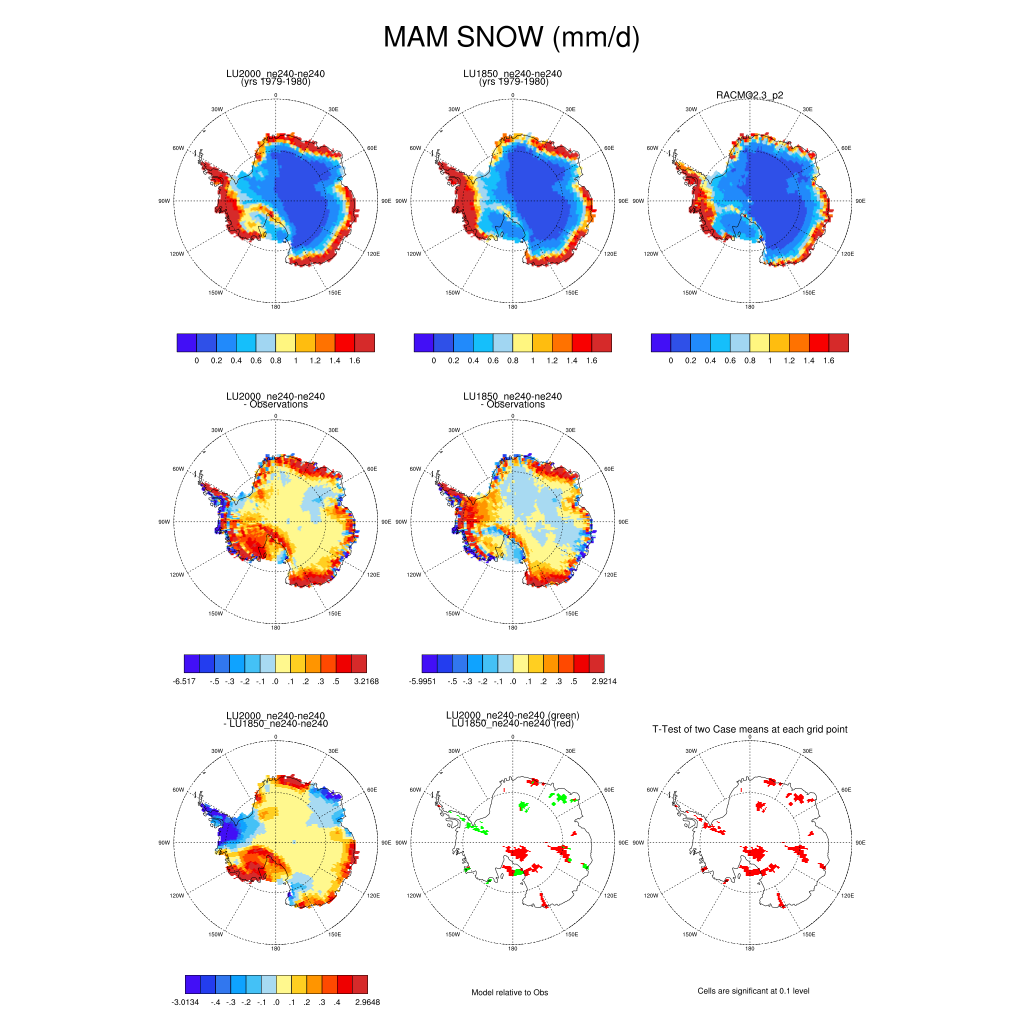 MAM SNOW (mm/d)
LU2000_ne240-ne240
(yrs 1979-1980)
LU1850_ne240-ne240
(yrs 1979-1980)
RACMO2.3_p2
0 30E 60E 90E 120E 150E 180 150W 120W 90W 60W 30W
0 30E 60E 90E 120E 150E 180 150W 120W 90W 60W 30W
0 30E 60E 90E 120E 150E 180 150W 120W 90W 60W 30W
0 0.2 0.4 0.6 0.8 1 1.2 1.4 1.6
0 0.2 0.4 0.6 0.8 1 1.2 1.4 1.6
0 0.2 0.4 0.6 0.8 1 1.2 1.4 1.6
LU2000_ne240-ne240
- Observations
LU1850_ne240-ne240
- Observations
0 30E 60E 90E 120E 150E 180 150W 120W 90W 60W 30W
0 30E 60E 90E 120E 150E 180 150W 120W 90W 60W 30W
-6.517 -.5 -.3 -.2 -.1 .0 .1 .2 .3 .5 3.2168
-5.9951 -.5 -.3 -.2 -.1 .0 .1 .2 .3 .5 2.9214
LU2000_ne240-ne240
- LU1850_ne240-ne240
LU2000_ne240-ne240 (green)
LU1850_ne240-ne240 (red)
T-Test of two Case means at each grid point
0 30E 60E 90E 120E 150E 180 150W 120W 90W 60W 30W
0 30E 60E 90E 120E 150E 180 150W 120W 90W 60W 30W
0 30E 60E 90E 120E 150E 180 150W 120W 90W 60W 30W
-3.0134 -.4 -.3 -.2 -.1 .0 .1 .2 .3 .4 2.9648
Model relative to Obs
Cells are significant at 0.1 level